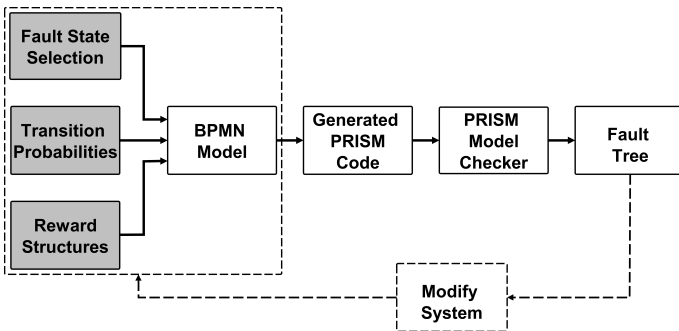 Fault State
Selection
Transition
Probabilities
Reward
Structures
BPMN
Model
Generated
PRISM
Code
PRISM
Model
Checker
Fault
Tree
Modify
System